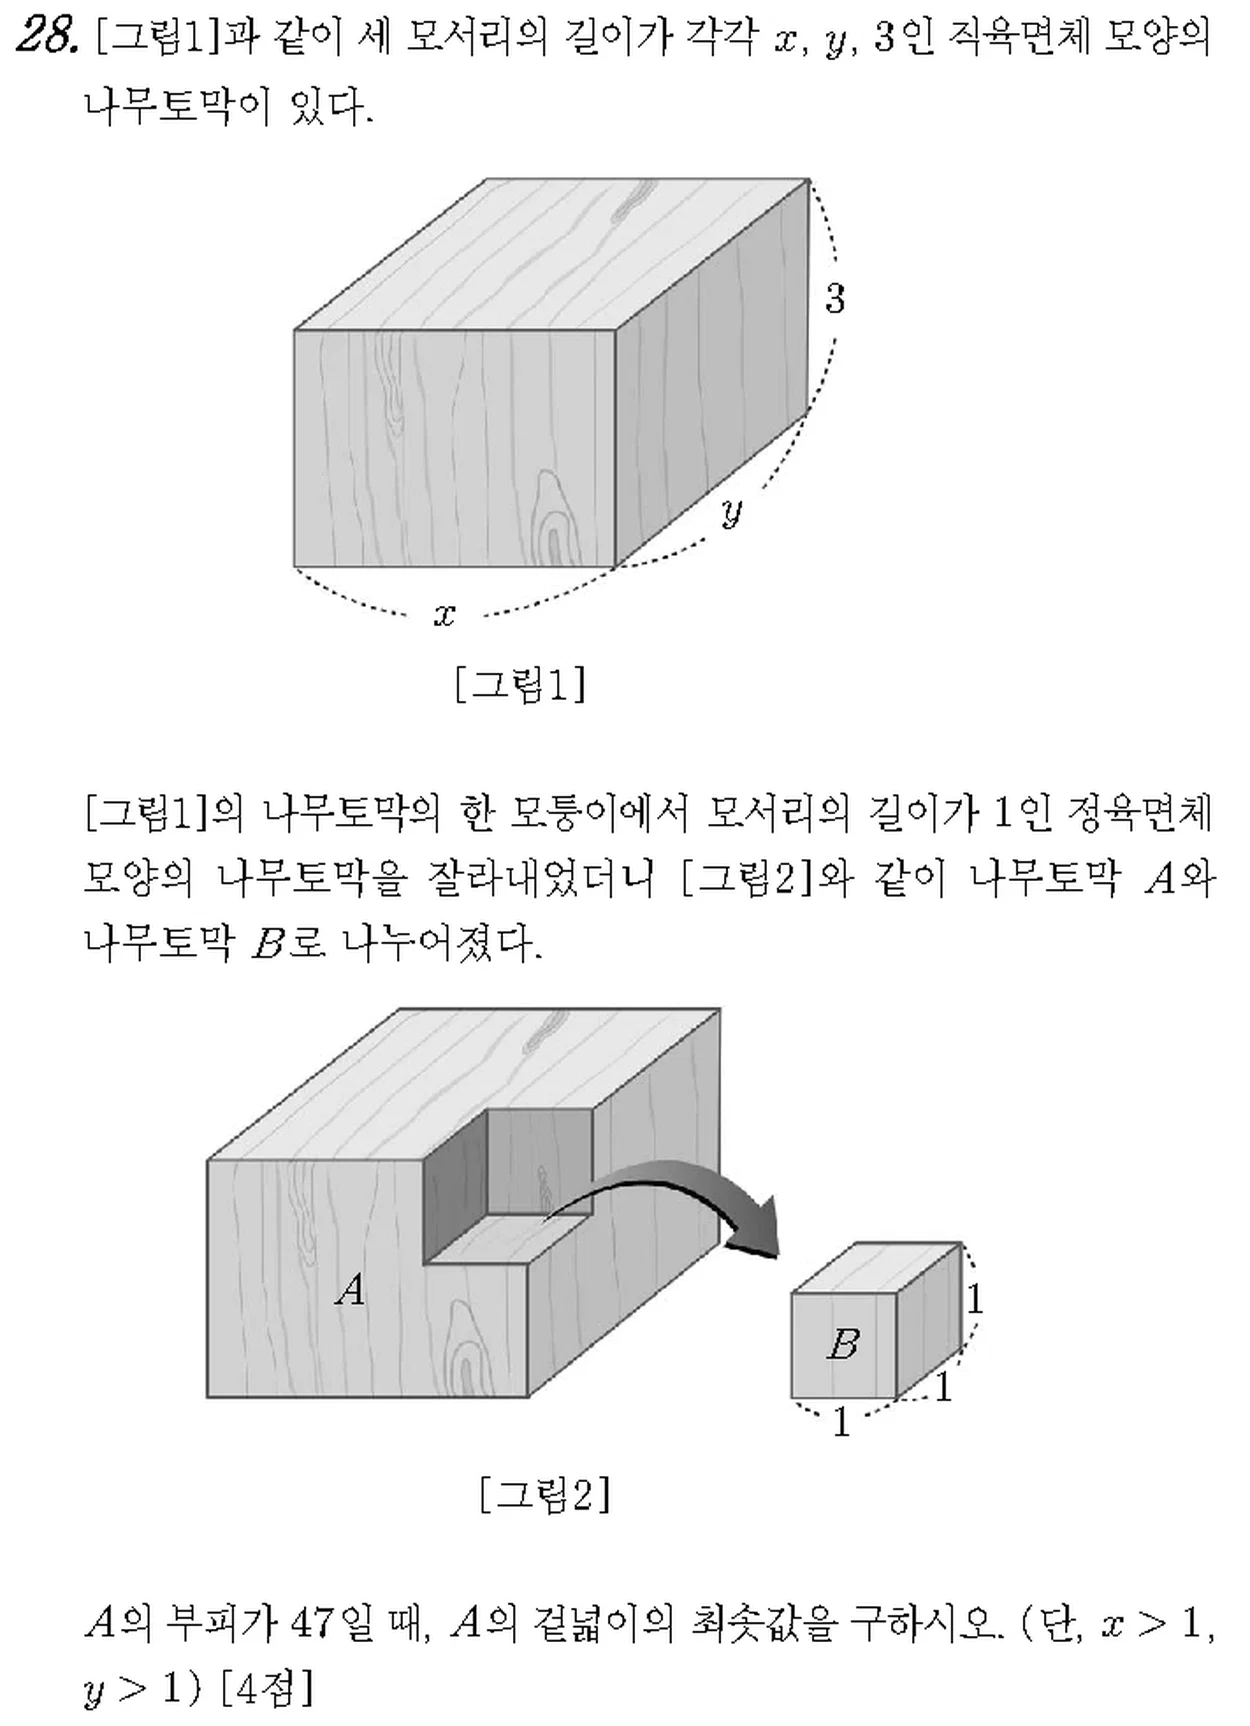 28. [그림1]과 같이 세 모서리의 길이가 각각 x, y, 3인 직육면체 모양의
나무토막이 있다.
3
y
x
[그림1]
[그림1]의 나무토막의 한 모퉁이에서 모서리의 길이가 1인 정육면체
모양의 나무토막을 잘라내었더니 [그림2]와 같이 나무토막 A와
나무토막 B로 나누어졌다.
A
B
1
1
1
[그림2]
A의 부피가 47일 때, A의 겉넓이의 최솟값을 구하시오. (단, x > 1,
y > 1) [4점]